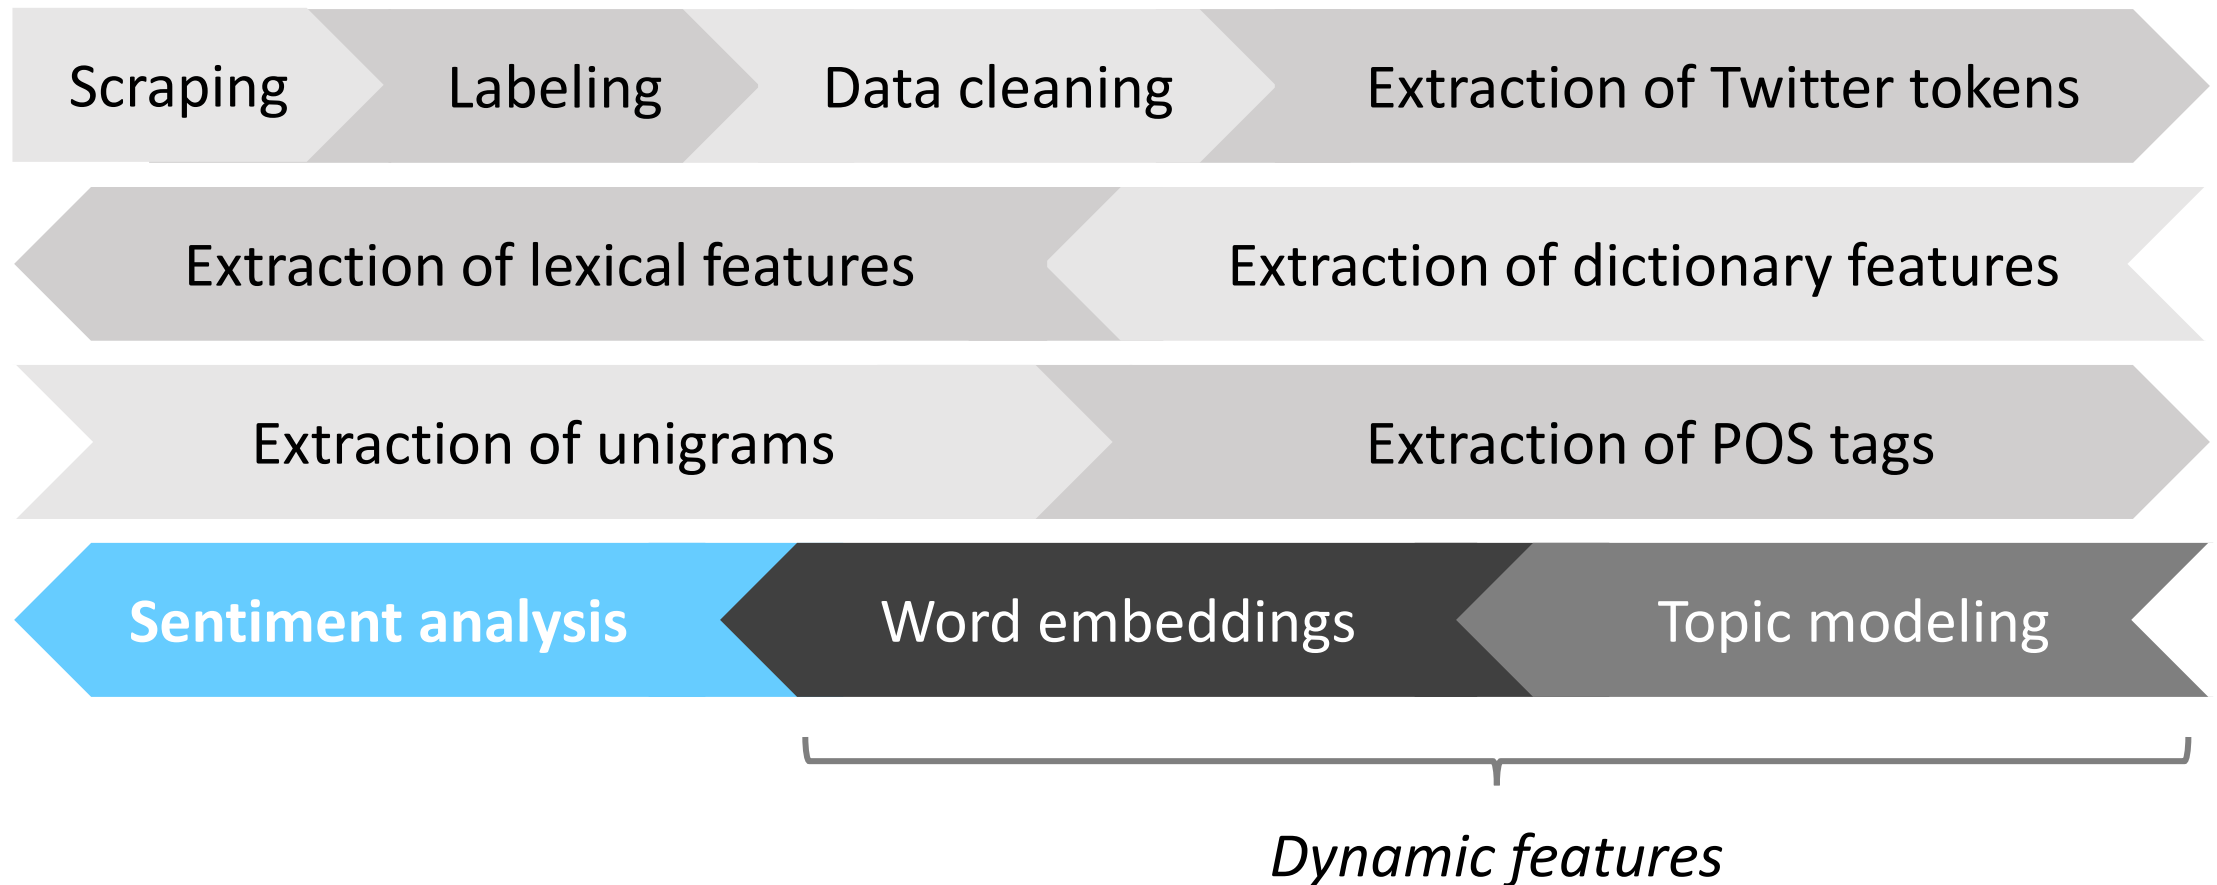 Scraping
Labeling
Data cleaning
Extraction of Twitter tokens
Extraction of lexical features
Extraction of dictionary features
Extraction of unigrams
Extraction of POS tags
Sentiment analysis
Word embeddings
Topic modeling
Dynamic features